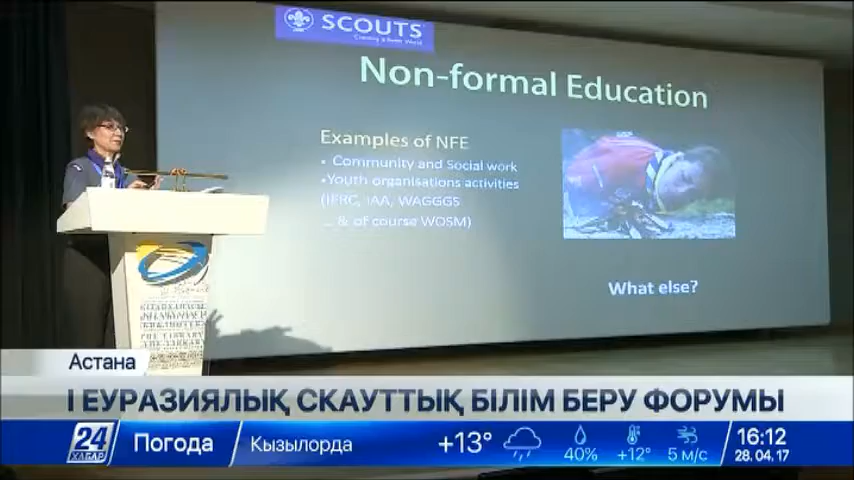 SCOUTS
Creating a Better World
Non-formal Education
Examples of NFE
• Community and Social work
•Youth organisations activities
(IFRC, IAA, WAGGGS
... & of course WOSM)
What else?
Астана
І ЕУРАЗИЯЛЫҚ СКАУТТЫҚ БІЛІМ БЕРУ ФОРУМЫ
24
ХАБАР
Погода
Кызылорда
+13°
40%
+12°
5 м/с
16:12
28.04.17